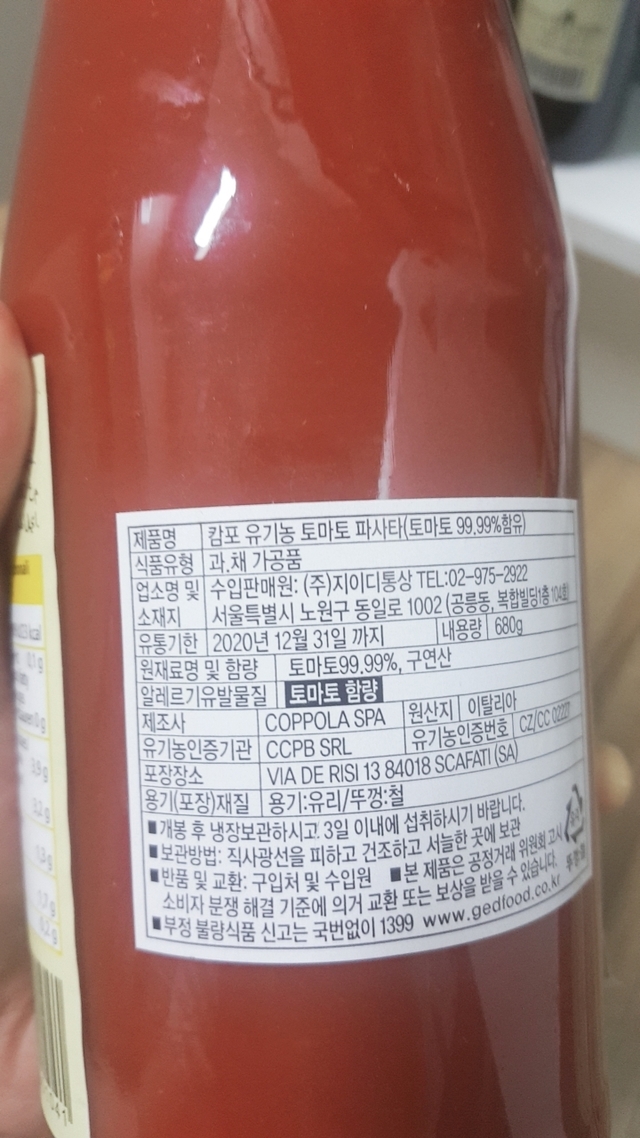 제품명 캄포 유기농 토마토 파사타(토마토 99.99%함유)
식품유형 과.채 가공품
업소명 및 소재지 수입판매원: (주)지이디통상 TEL:02-975-2922
서울특별시 노원구 동일로 1002 (공릉동, 복합빌딩1층 104호)
유통기한 2020년 12월 31일 까지 내용량 680g
원재료명 및 함량 토마토99.99%, 구연산
알레르기유발물질 토마토 함량
제조사 COPPOLA SPA 원산지 이탈리아
유기농인증기관 CCPB SRL 유기농인증번호 CZ/CC
포장장소 VIA DE RISI 13 84018 SCAFATI (SA)
용기(포장)재질 용기:유리/뚜껑:철
■개봉 후 냉장보관하시고 3일 이내에 섭취하시기 바랍니다.
■보관방법: 직사광선을 피하고 건조하고 서늘한 곳에 보관
■반품 및 교환: 구입처 및 수입원 ■본 제품은 공정거래 위원회 고시
소비자 분쟁 해결 기준에 의거 교환 또는 보상을 받을 수 있습니다.
■부정 불량식품 신고는 국번없이 1399 www.gedfood.co.kr
kcal
0,1g
0g
3,9g
3,2g
1,3g
1,7g
0,2g